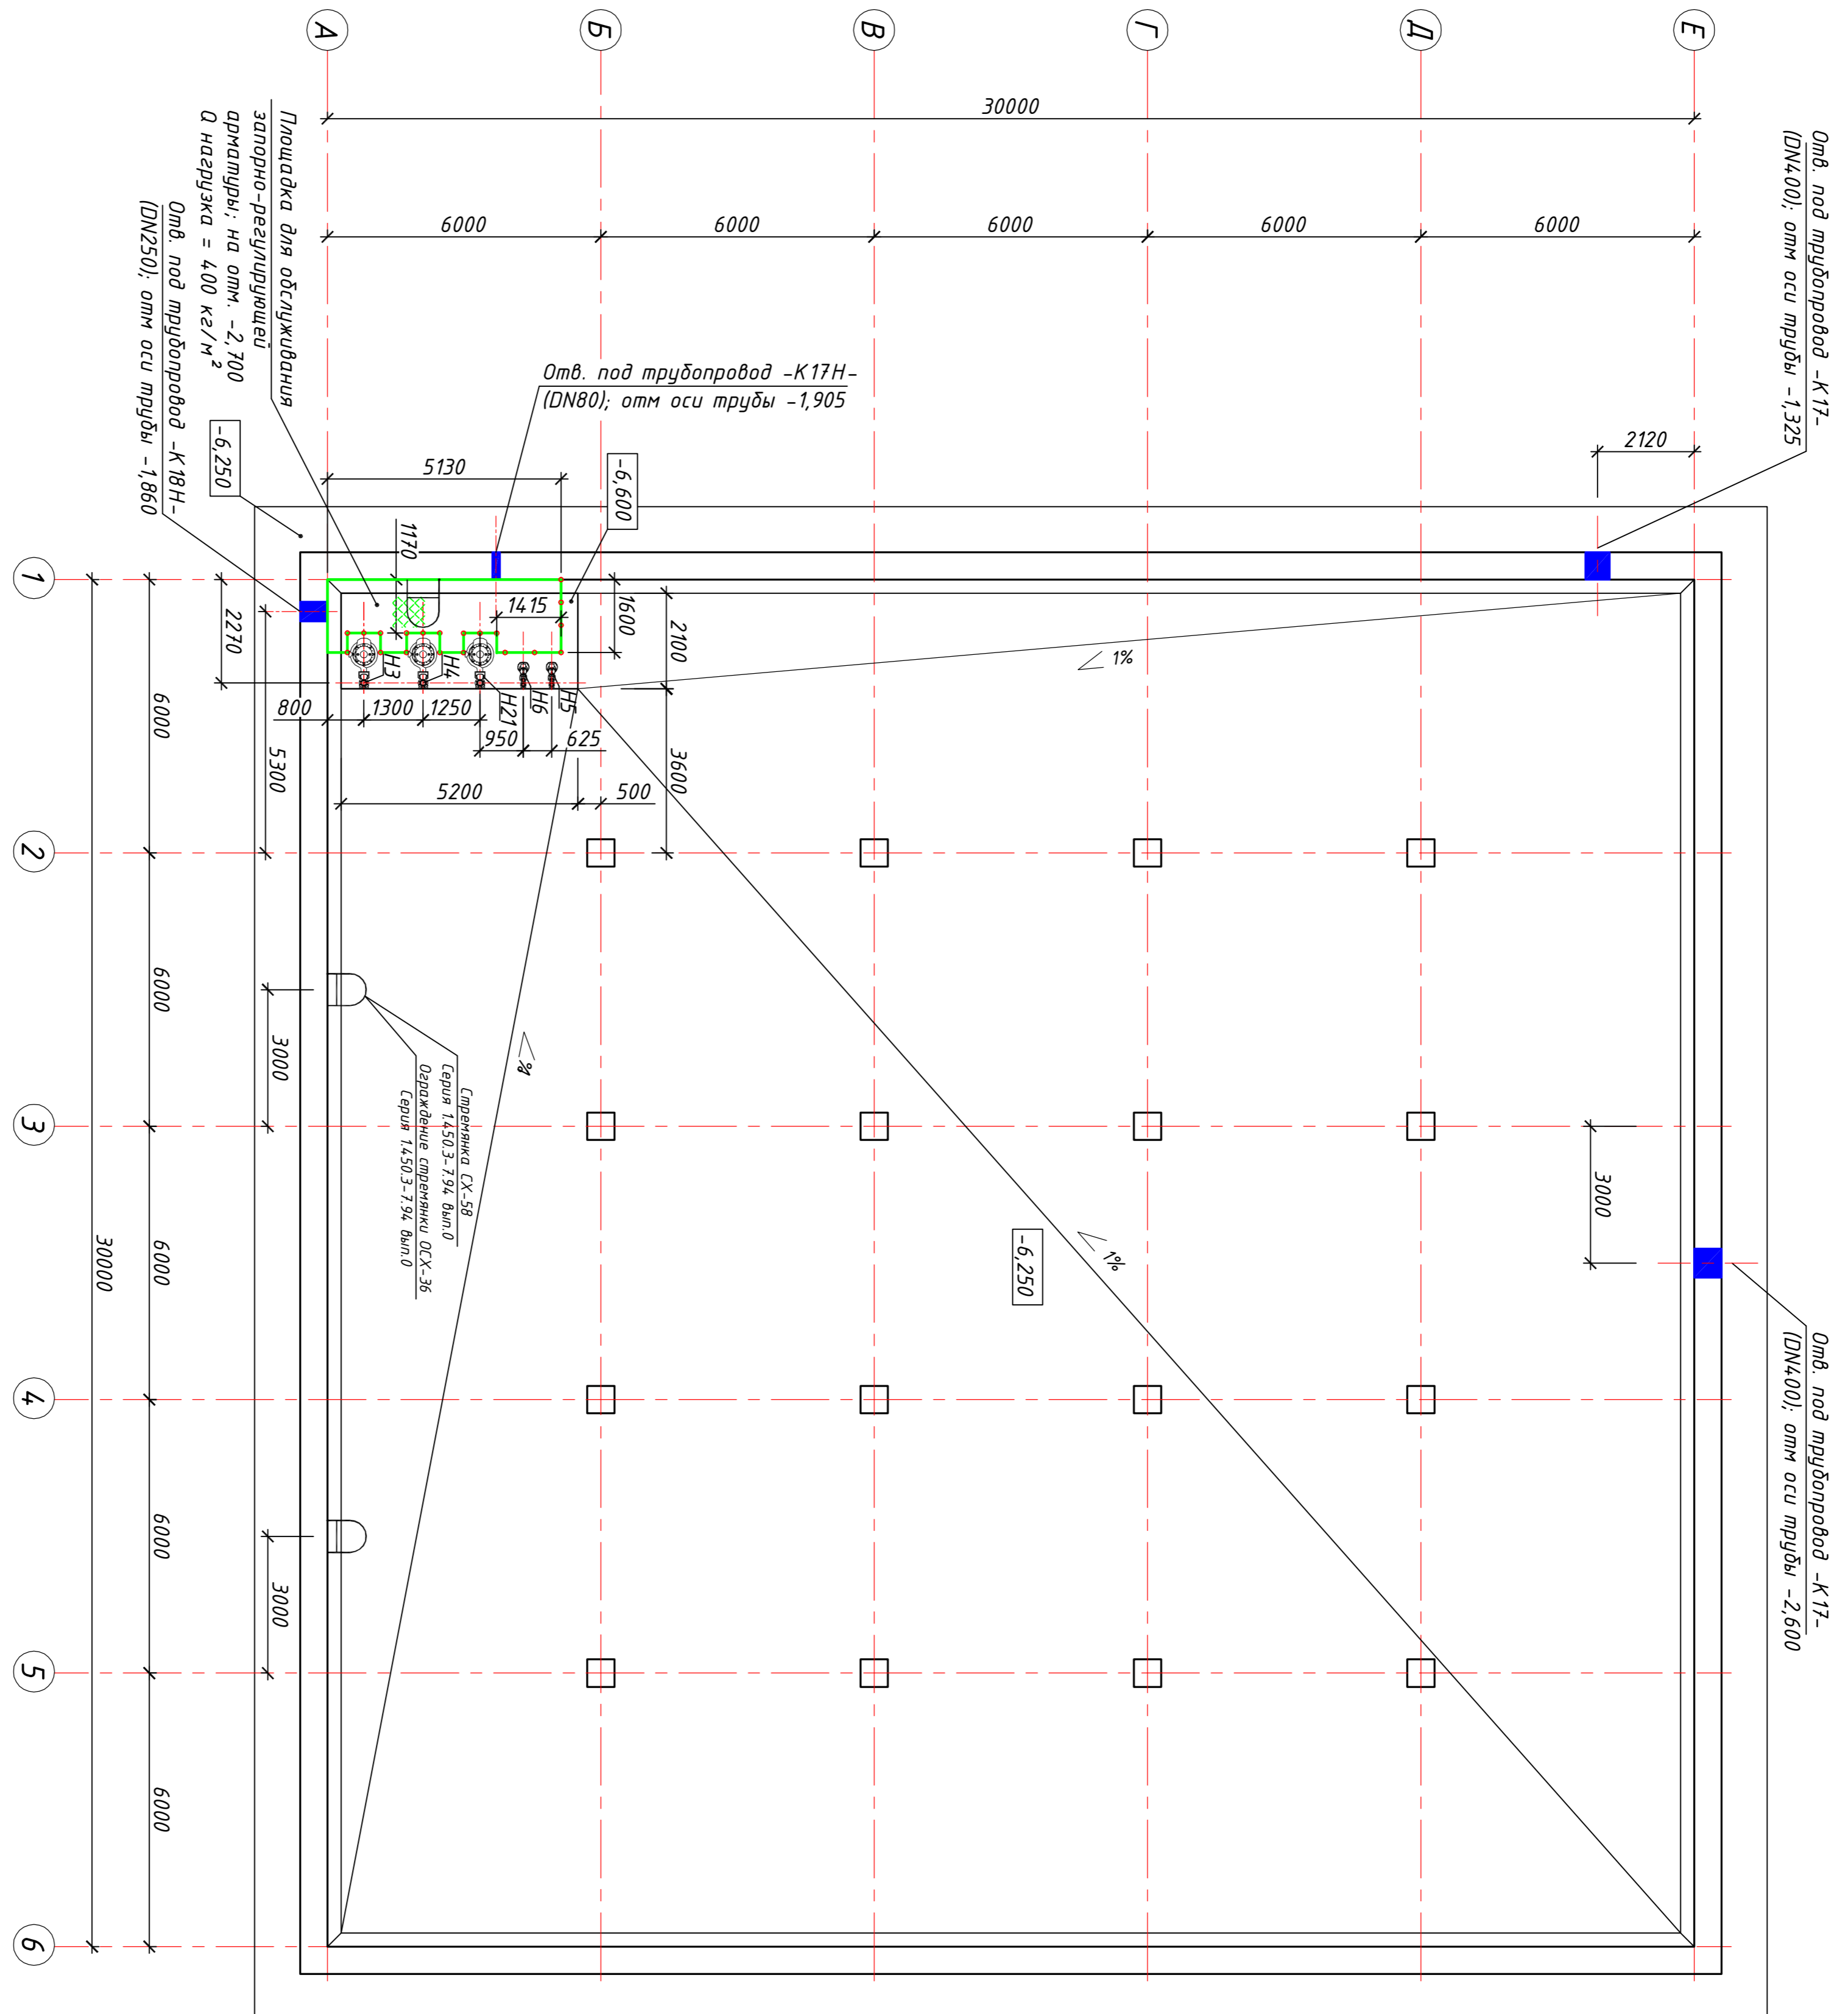 А
Б
В
Г
Д
Е
30000
6000
6000
6000
6000
6000
Отв. под трубопровод -К17-
(DN400); отм оси трубы -1,325
2120
Площадка для обслуживания
запорно-регулирующей
арматуры; на отм. -2,700
Q нагрузка = 400 кг/м²
Отв. под трубопровод -К18Н-
(DN250); отм оси трубы -1,860
-6,250
Отв. под трубопровод -К17Н-
(DN80); отм оси трубы -1,905
5130
-6,600
1170
1415
1600
2100
2270
Н3
Н4
Н21
Н6
Н5
800
1300
1250
950
625
3600
5200
500
5300
1%
1%
1%
-6,250
1
2
3
4
5
6
6000
6000
6000
6000
6000
30000
3000
3000
3000
Стремянка СХ-58
Серия 1.450.3-7.94 вып.0
Ограждение стремянки ОСХ-36
Серия 1.450.3-7.94 вып.0
Отв. под трубопровод -К17-
(DN400); отм оси трубы -2,600